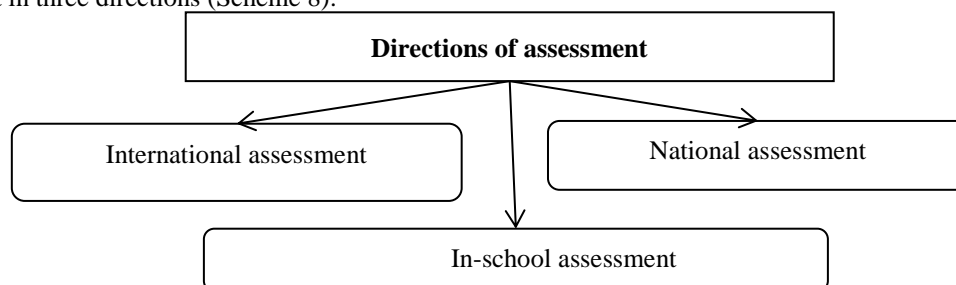 in three directions (Scheme 8).
Directions of assessment
International assessment
National assessment
In-school assessment